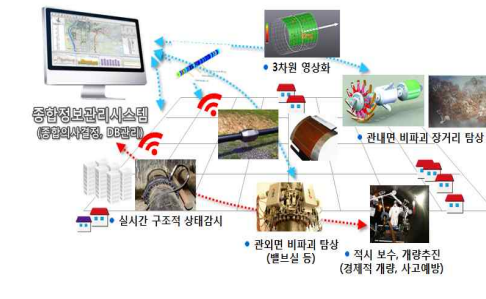 3차원 영상화
종합정보관리시스템
(종합의사결정, DB관리)
관내면 비파괴 장거리 탐상
실시간 구조적 상태감시
관외면 비파괴 탐상
(밸브실 등)
적시 보수, 개량추진
(경제적 개량, 사고예방)